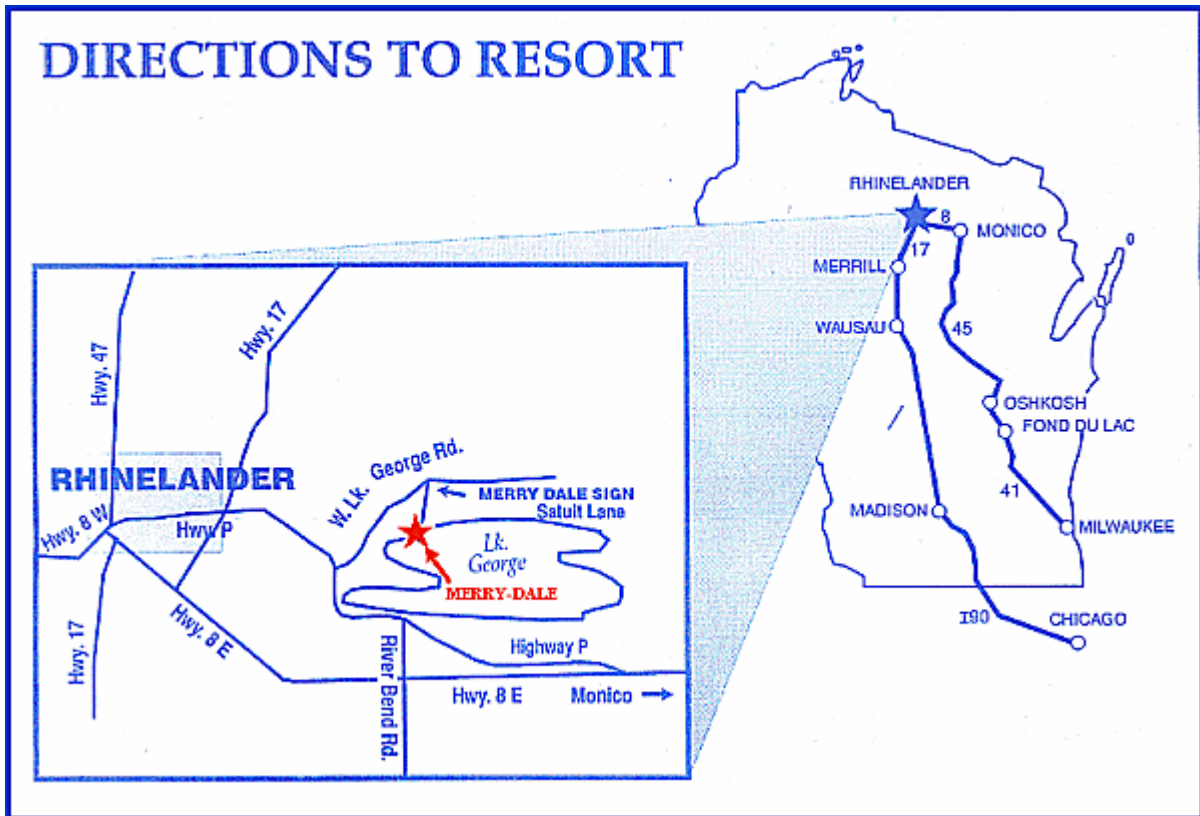 DIRECTIONS TO RESORT
RHINELANDER
8
MONICO
17
MERRILL
WAUSAU
45
OSHKOSH
FOND DU LAC
41
MADISON
MILWAUKEE
I90
CHICAGO
Hwy. 47
Hwy. 17
RHINELANDER
Hwy. 8 W
Hwy. P
W. Lk. George Rd.
MERRY DALE SIGN
Satuit Lane
Lk.
George
MERRY-DALE
Hwy. 17
Hwy. 8 E
River Bend Rd.
Highway P
Hwy. 8 E
Monico